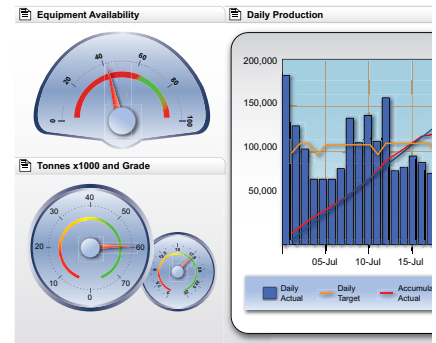 Equipment Availability
0
20
40
60
80
100
Tonnes x1000 and Grade
0
10
20
30
40
50
60
70
Daily Production
200,000
150,000
100,000
50,000
05-Jul
10-Jul
15-Jul
Daily
Actual
Daily
Target
Accumula
Actual